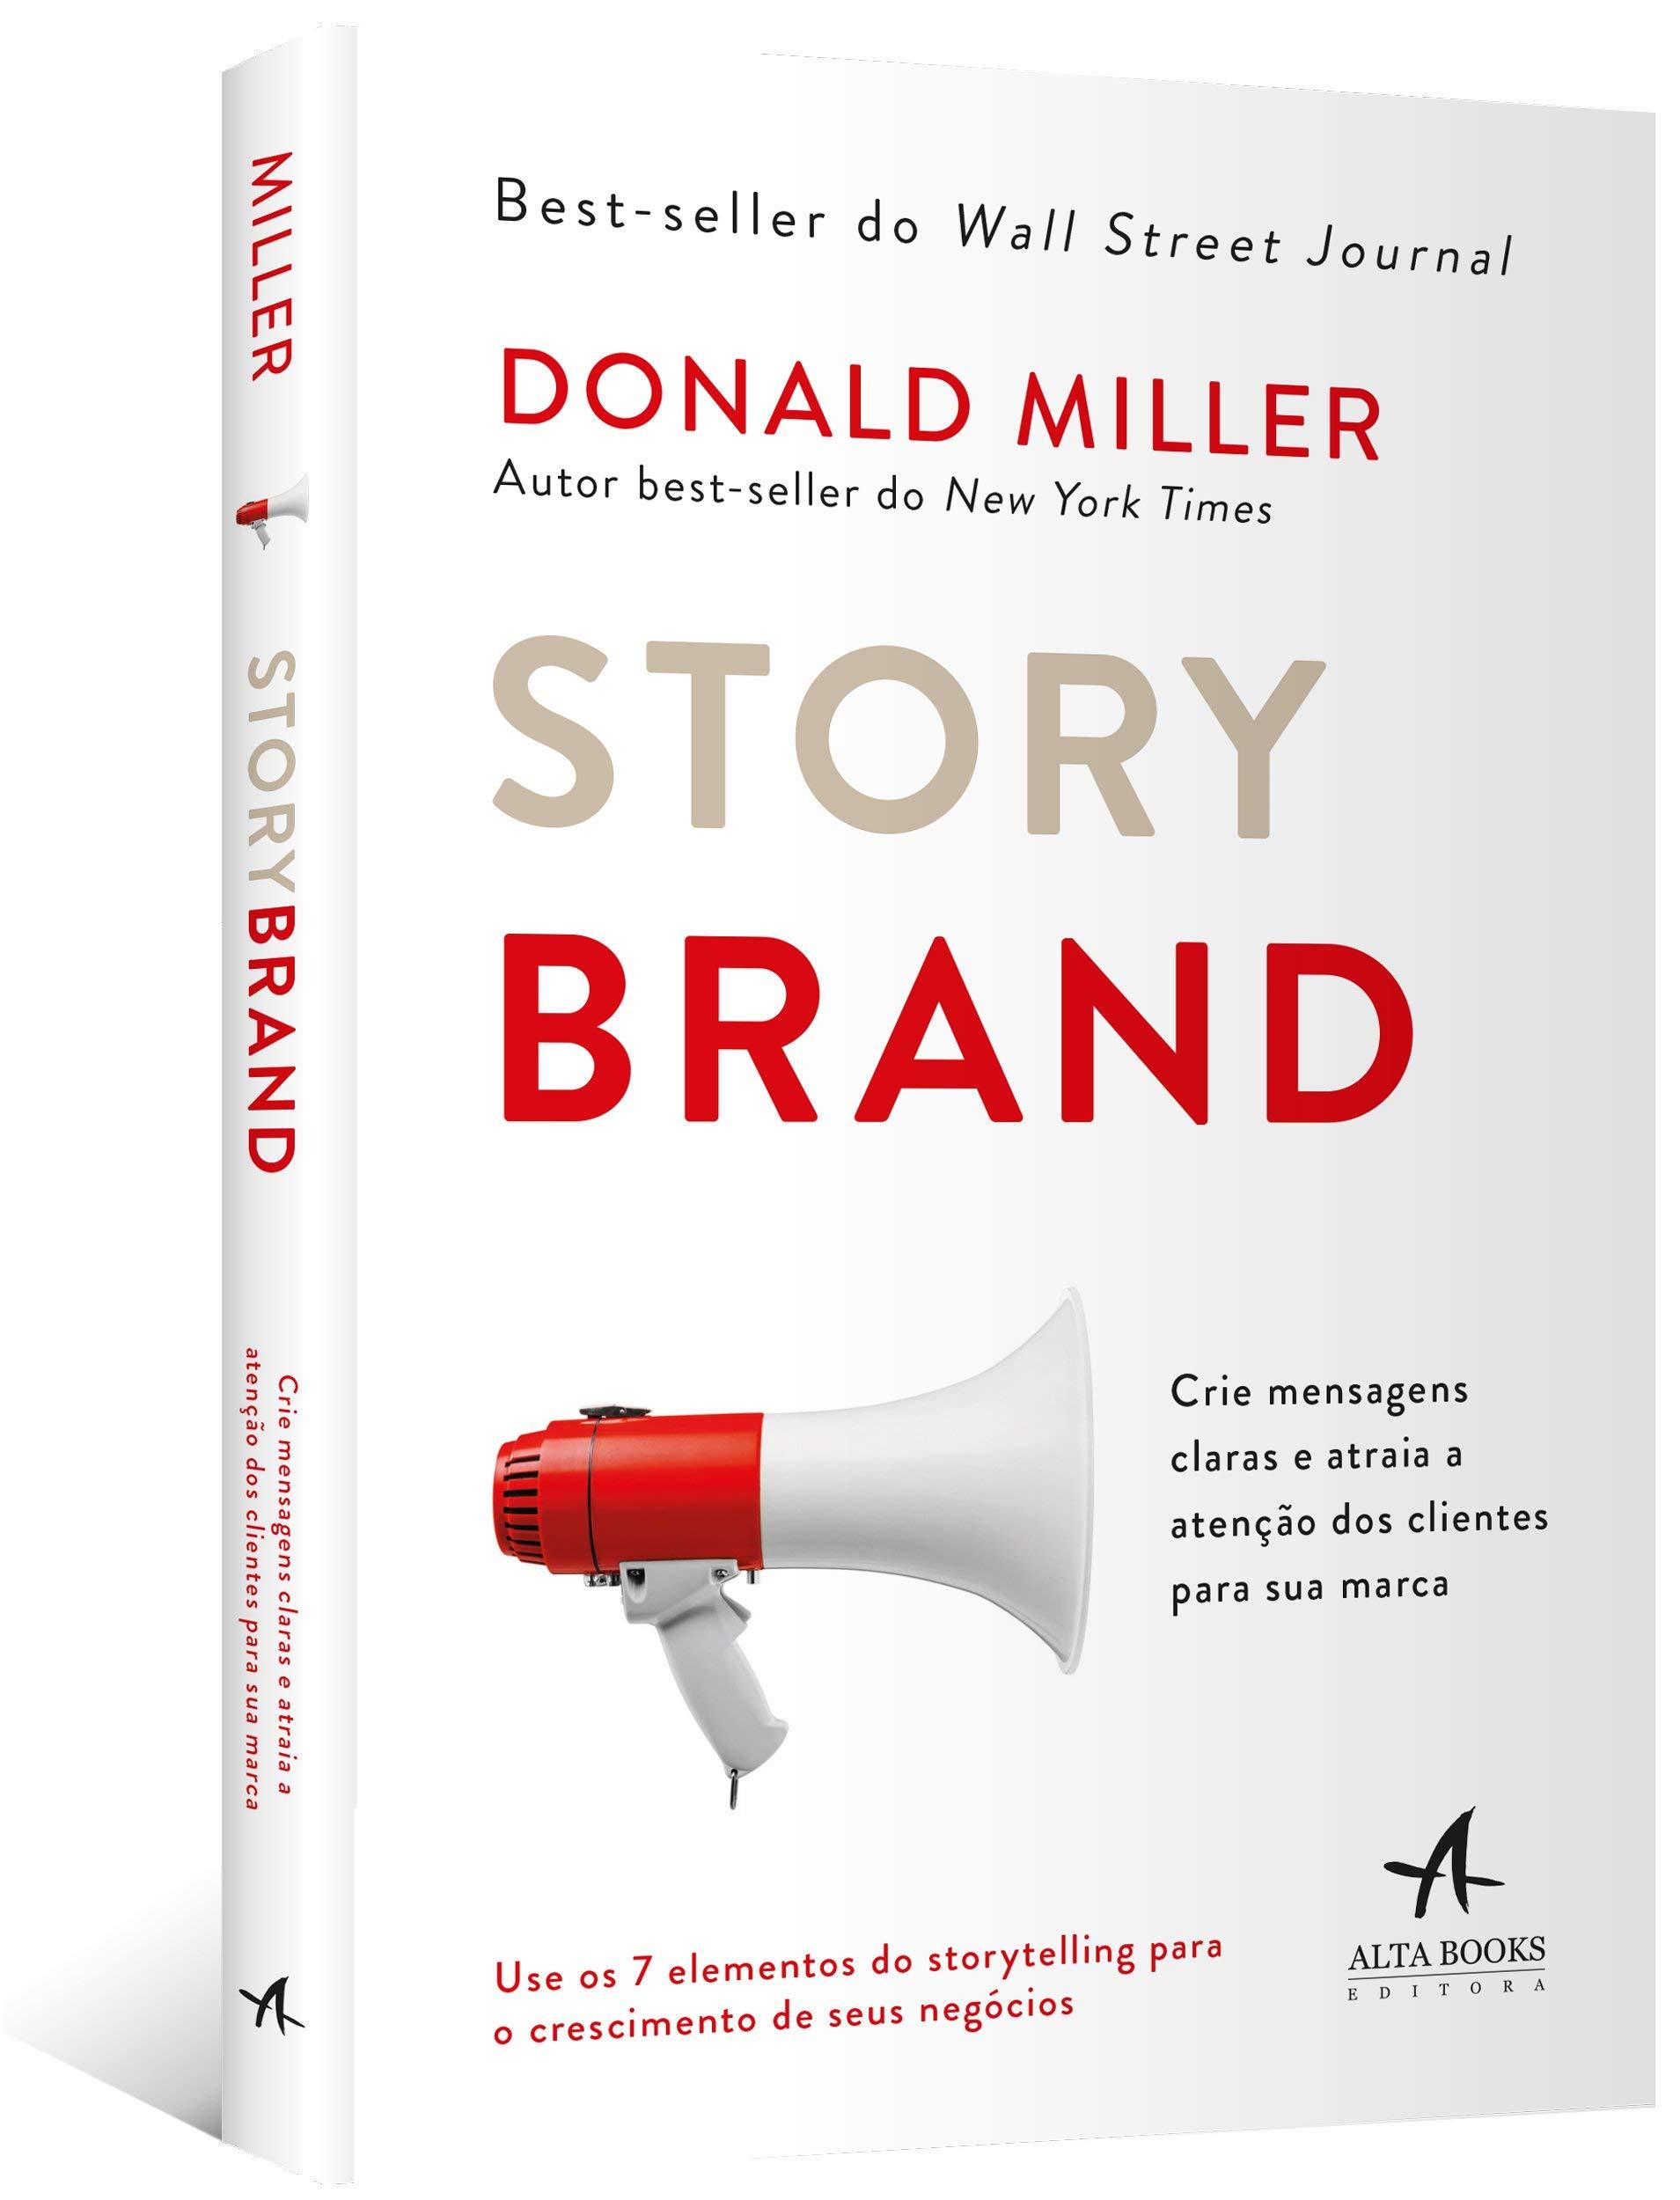 MILLER
STORYBRAND
Crie mensagens claras e atraia a
atenção dos clientes para sua marca
Best-seller do Wall Street Journal
DONALD MILLER
Autor best-seller do New York Times
STORY
BRAND
Crie mensagens
claras e atraia a
atenção dos clientes
para sua marca
Use os 7 elementos do storytelling para
o crescimento de seus negócios
ALTA BOOKS
EDITORA